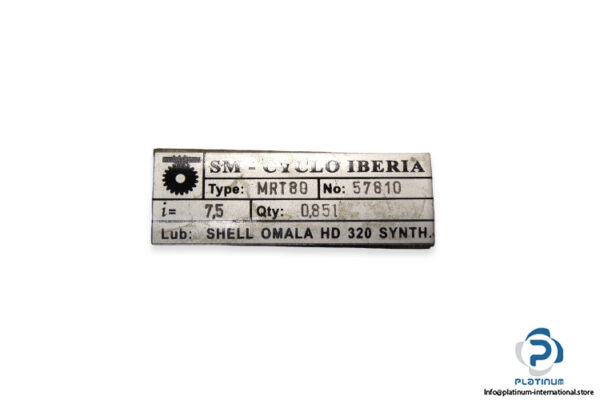 SM - CYCLO IBERIA
Type: MRT80 No: 57810
i= 7,5 Qty: 0,85l
Lub: SHELL OMALA HD 320 SYNTH.
PLATINUM
Info@platinum-international.store